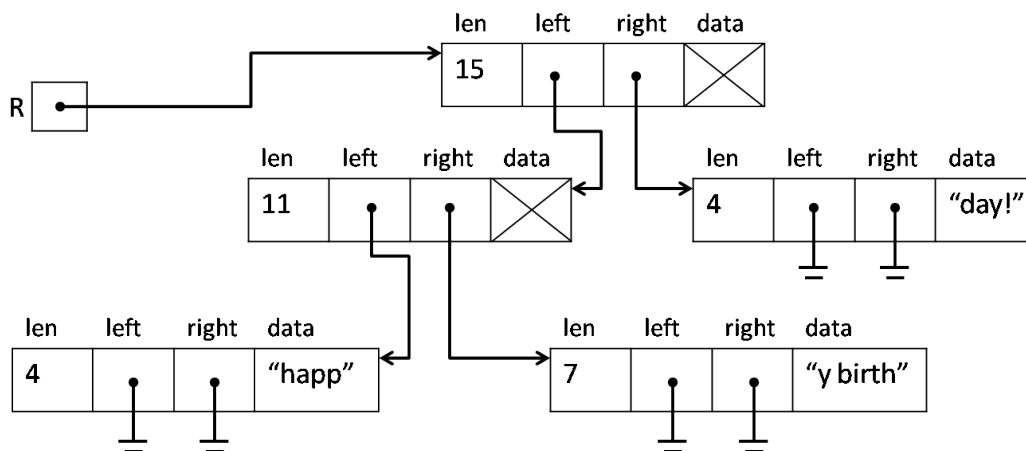 len left right data
15
R
len left right data
11
len left right data
4 "day!"
len left right data
4 “happ”
len left right data
7 “y birth”